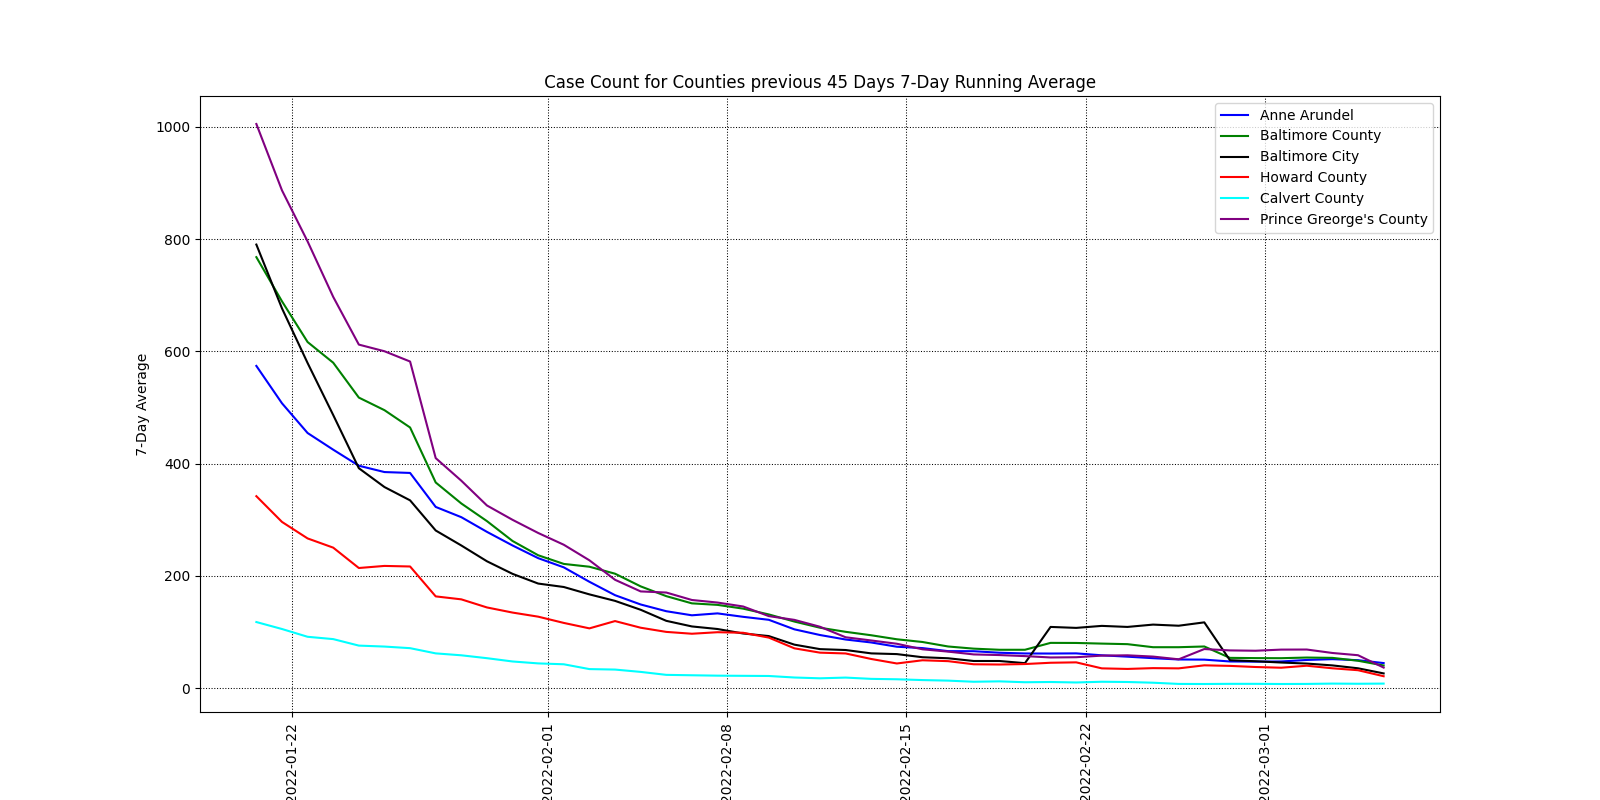 Case Count for Counties previous 45 Days 7-Day Running Average
Anne Arundel
Baltimore County
Baltimore City
Howard County
Calvert County
Prince Greorge's County
7-Day Average
1000
800
600
400
200
0
2022-01-22
2022-02-01
2022-02-08
2022-02-15
2022-02-22
2022-03-01